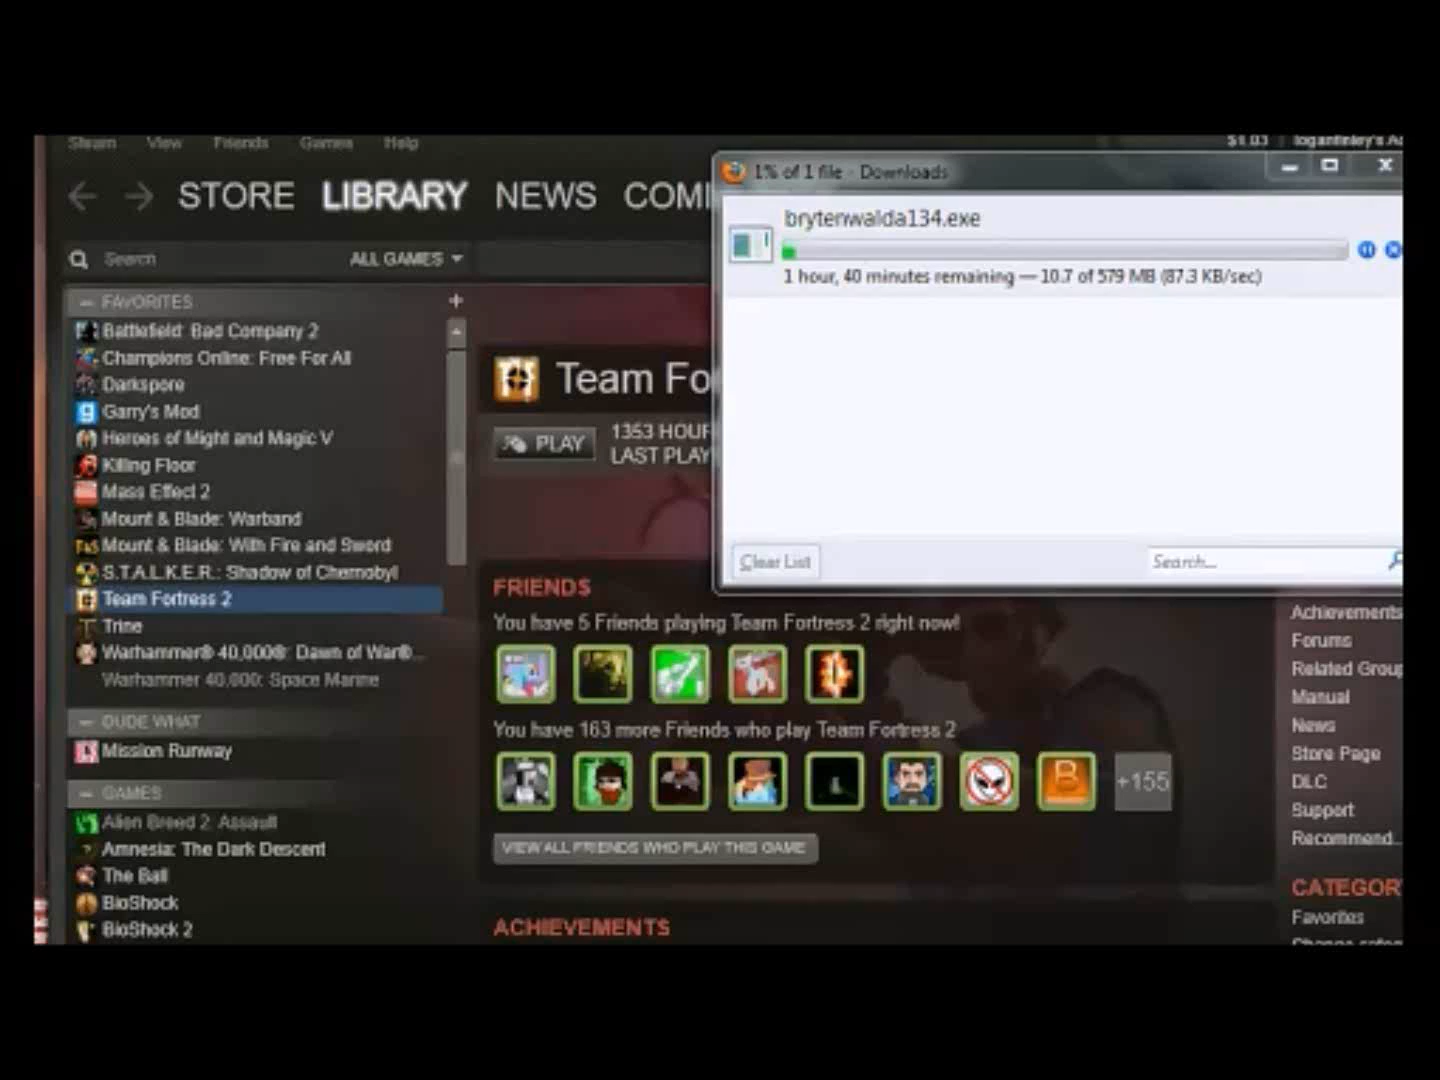 Steam View Friends Games Help
$1.03
STORE LIBRARY NEWS COM
Search ALL GAMES
FAVORITES
Battlefield: Bad Company 2
Champions Online: Free For All
Darkspore
Garry's Mod
Heroes of Might and Magic V
Killing Floor
Mass Effect 2
Mount & Blade: Warband
Mount & Blade: With Fire and Sword
S.T.A.L.K.E.R.: Shadow of Chernobyl
Team Fortress 2
Trine
Warhammer® 40,000®: Dawn of War®...
Warhammer 40,000: Space Marine
DUDE WHAT
Mission Runway
GAMES
Alien Breed 2: Assault
Amnesia: The Dark Descent
The Ball
BioShock
BioShock 2
Team Fo
PLAY
1353 HOUR
LAST PLAY
1% of 1 file - Downloads
brytenwalda134.exe
1 hour, 40 minutes remaining — 10.7 of 579 MB (87.3 KB/sec)
Clear List
Search...
FRIENDS
You have 5 Friends playing Team Fortress 2 right now!
You have 163 more Friends who play Team Fortress 2
B
+155
VIEW ALL FRIENDS WHO PLAY THIS GAME
ACHIEVEMENTS
Achievements
Forums
Related Group
Manual
News
Store Page
DLC
Support
Recommend...
CATEGOR
Favorites